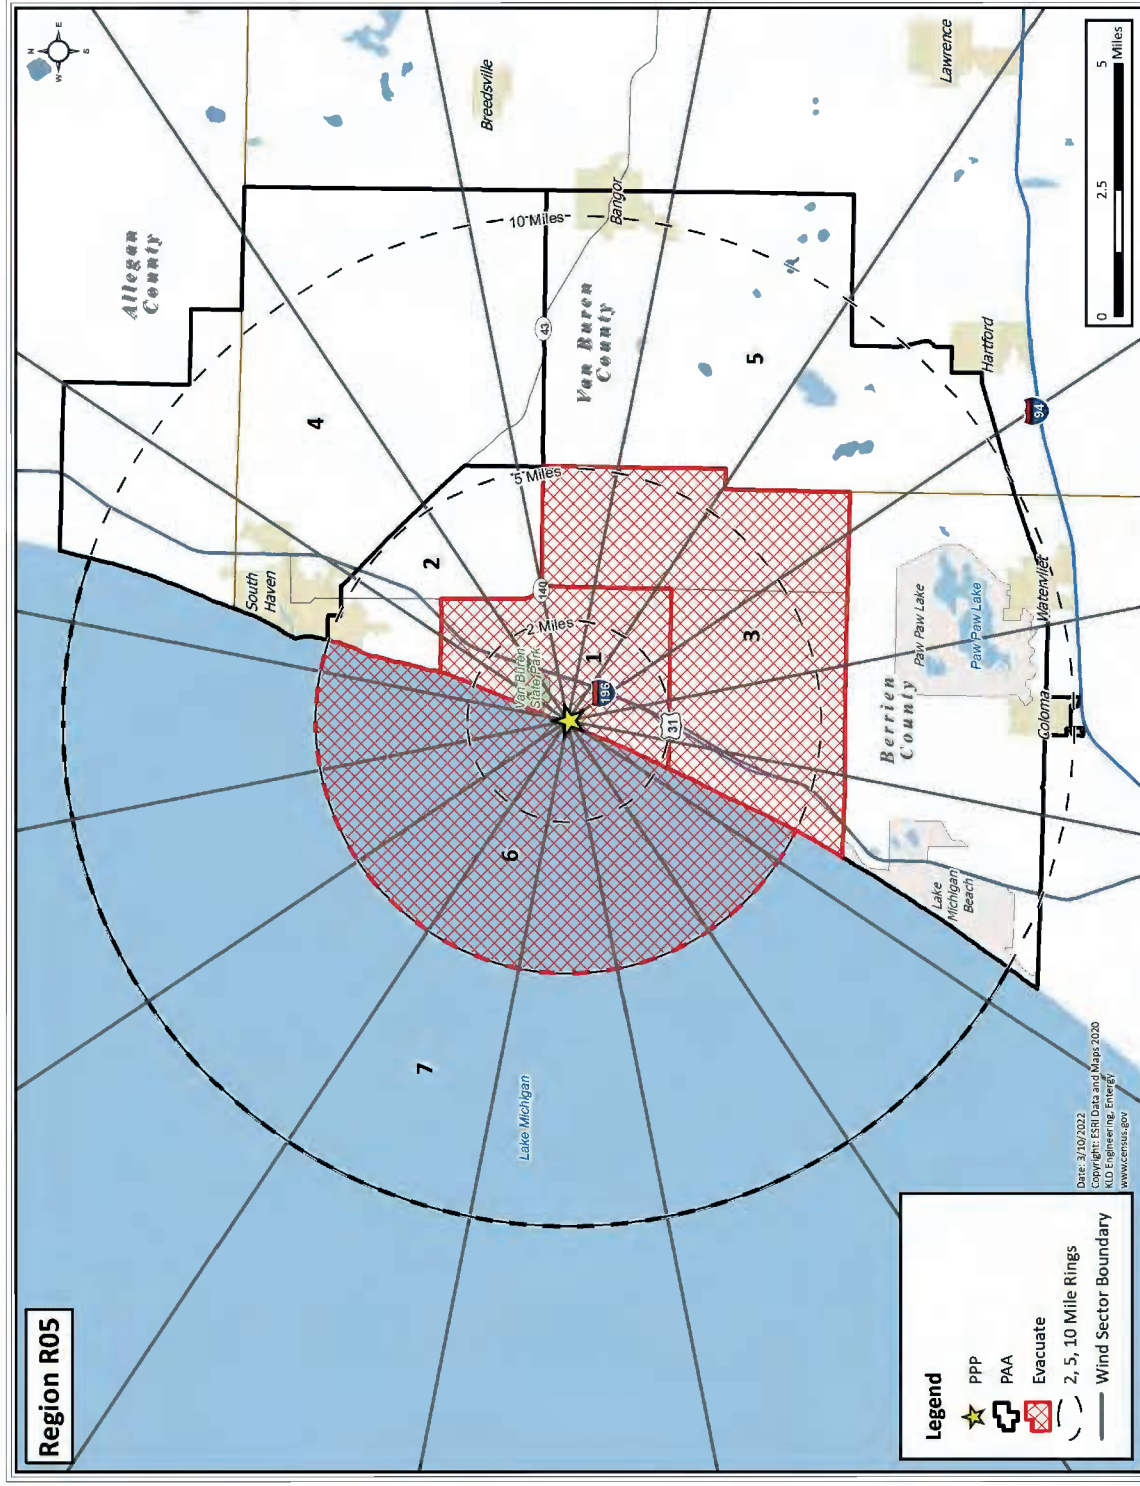 Region R05
N
W
E
S
Allegan
County
Breedsville
Lawrence
South
Haven
4
10 Miles
Bangor
43
Van Buren
County
5
2
5 Miles
140
2 Miles
Van Buren
State Park
1
196
31
3
6
7
Lake Michigan
Hartford
94
Berrien
County
Paw Paw Lake
Paw Paw Lake
Watervliet
Coloma
Lake
Michigan
Beach
0
2.5
5
Miles
Legend
PPP
PAA
Evacuate
2, 5, 10 Mile Rings
Wind Sector Boundary
Date: 3/10/2022
Copyright: ESRI Data and Maps 2020
KLD Engineering, Entergy
www.census.gov